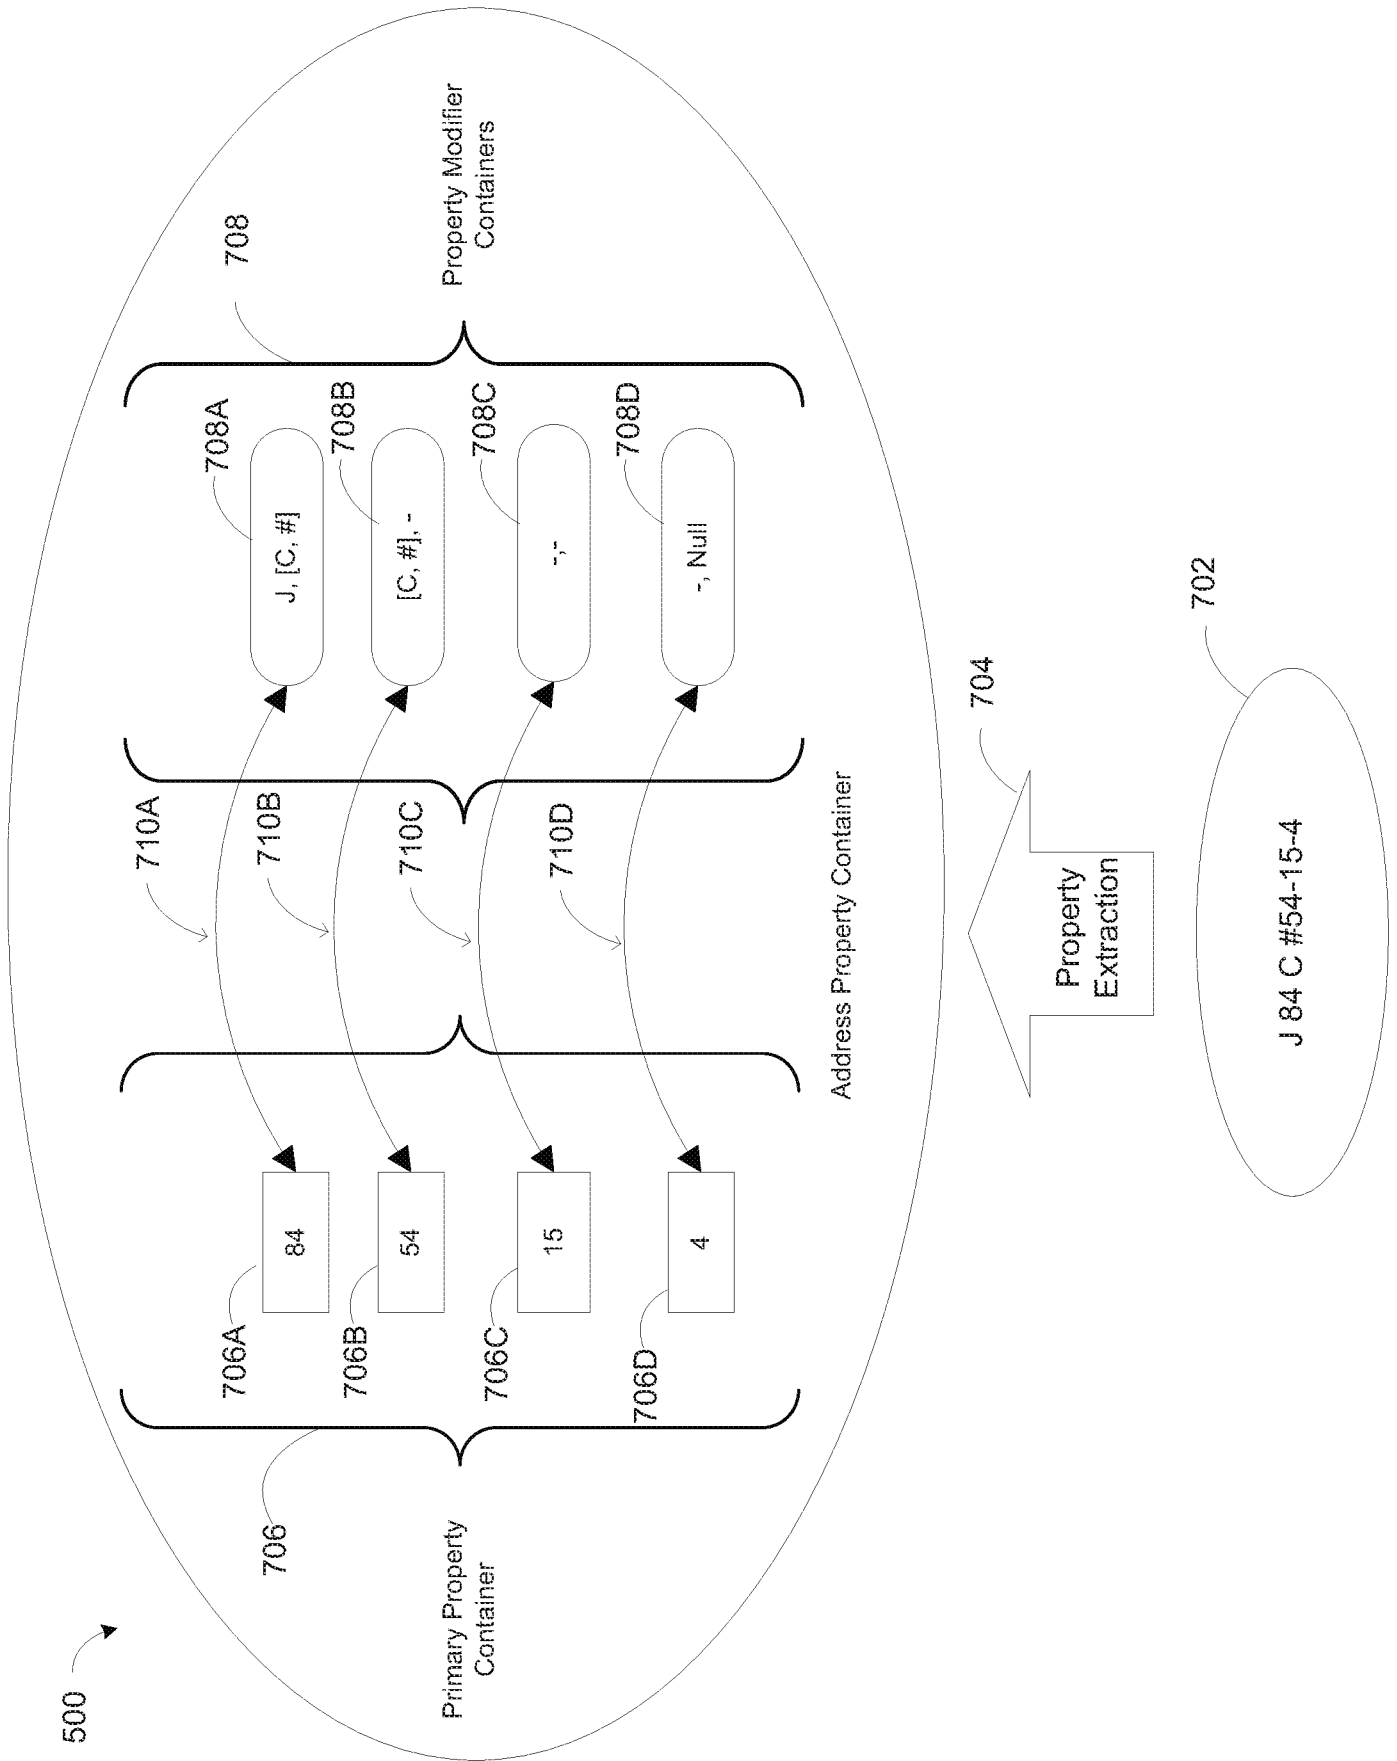 500
706
708
706A
84
710A
708A
J, [C, #]
706B
54
710B
708B
[C, #], -
706C
15
710C
708C
-,-
706D
4
710D
708D
-, Null
Primary Property
Container
Property Modifier
Containers
Address Property Container
704
Property
Extraction
702
J 84 C #54-15-4